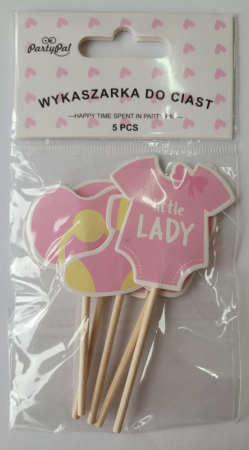 PartyPal
WYKASZARKA DO CIAST
—HAPPY TIME SPENT IN PARTY PAL—
5 PCS
little
LADY